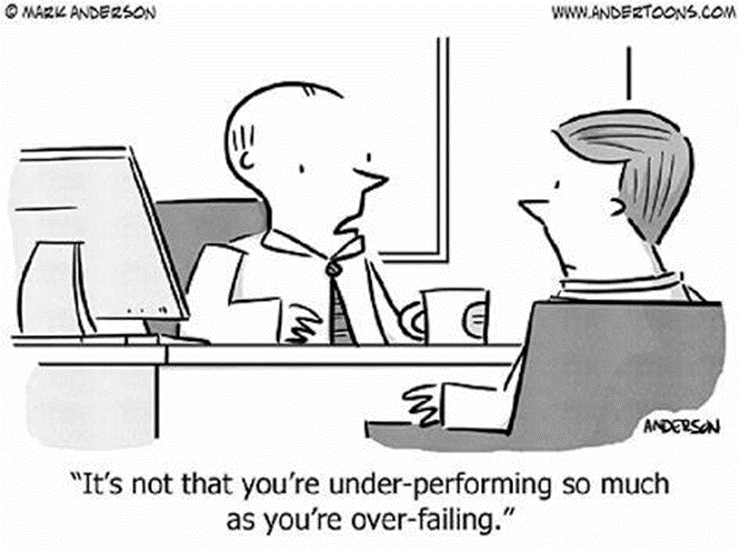 © MARK ANDERSON
WWW.ANDERTOONS.COM
ANDERSON
"It's not that you're under-performing so much
as you're over-failing."